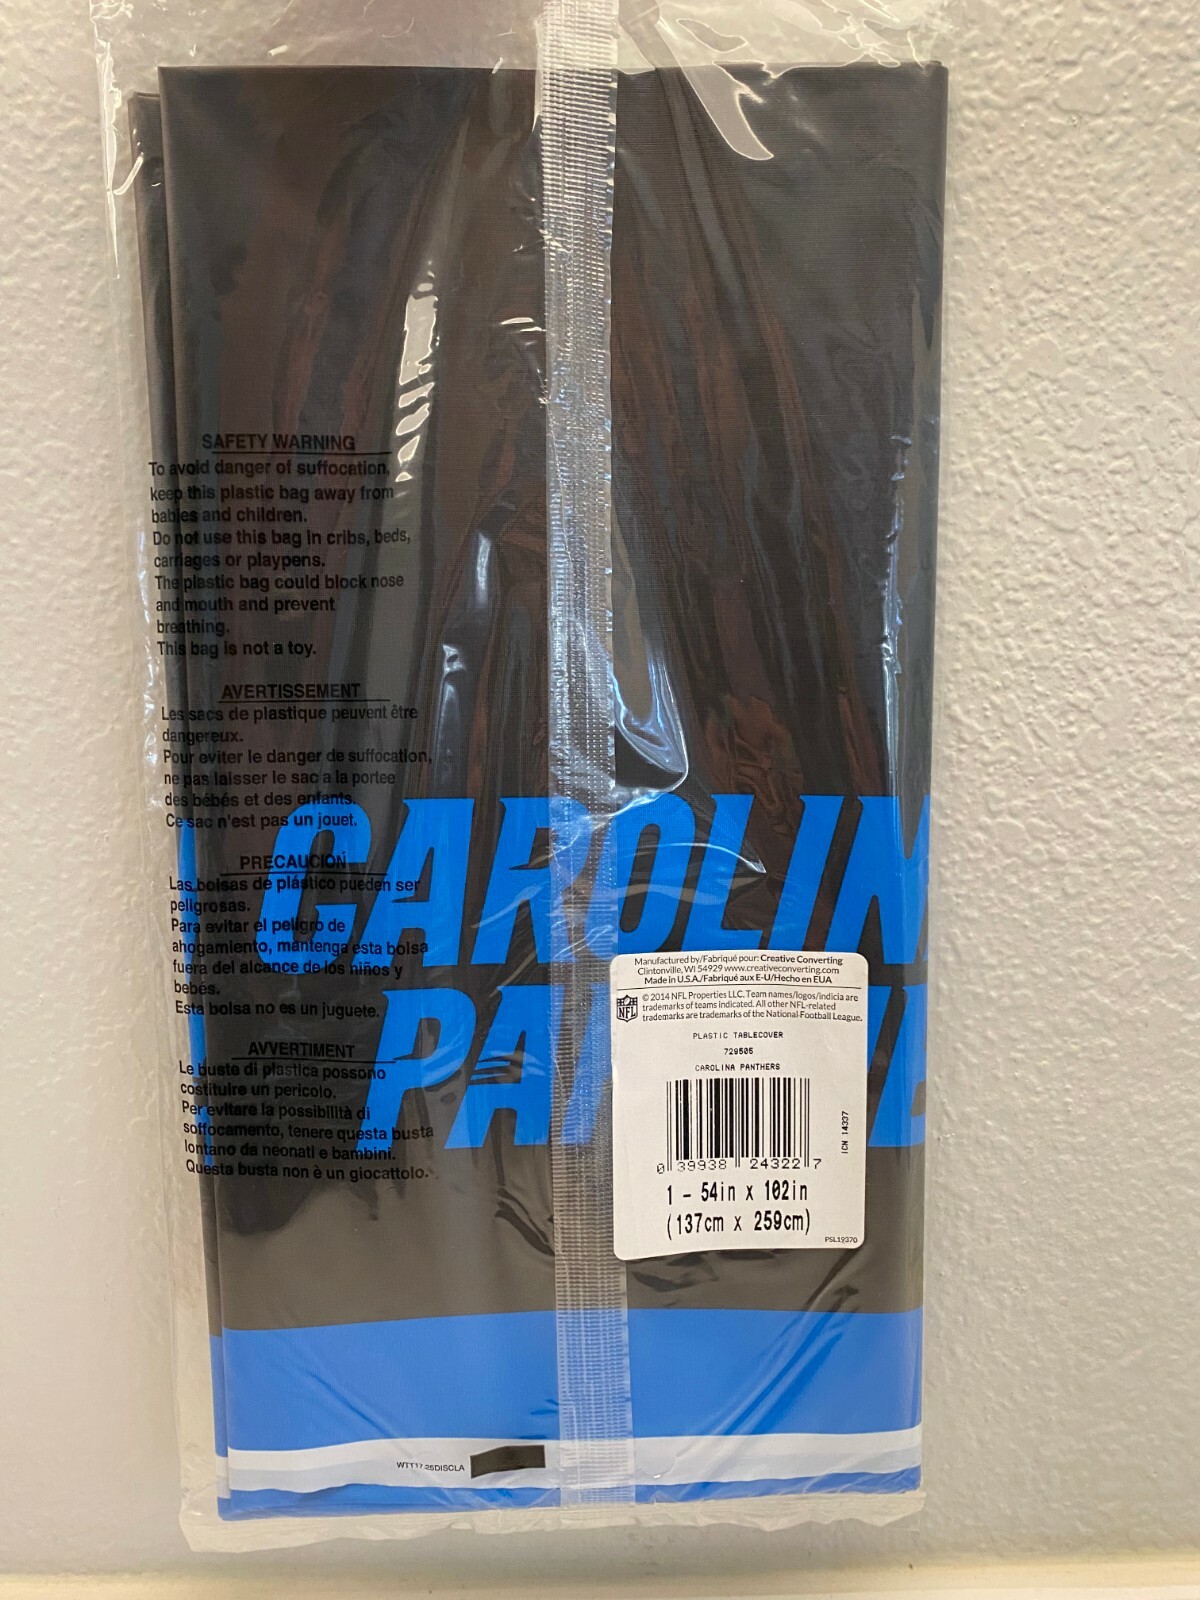 SAFETY WARNING
To avoid danger of suffocation,
keep this plastic bag away from
babies and children.
Do not use this bag in cribs, beds,
carriages or playpens.
The plastic bag could block nose
and mouth and prevent
breathing.
This bag is not a toy.
AVERTISSEMENT
Les sacs de plastique peuvent être
dangereux.
Pour eviter le danger de suffocation,
ne pas laisser le sac a la portee
des bébés et des enfants.
Ce sac n'est pas un jouet.
PRECAUCION
Las bolsas de plástico pueden ser
peligrosas.
Para evitar el peligro de
ahogamiento, mantenga esta bolsa
fuera del alcance de los niños y
bebés.
Esta bolsa no es un juguete.
AVVERTIMENT
Le buste di plastica possono
costituire un pericolo.
Per evitare la possibilità di
soffocamento, tenere questa busta
lontano da neonati e bambini.
Questa busta non è un giocattolo.
CAROLIN
PA
Manufactured by/Fabriqué pour: Creative Converting
Clintonville, WI 54929 www.creativeconverting.com
Made in U.S.A./Fabriqué aux E-U/Hecho en EUA
NFL
© 2014 NFL Properties LLC. Team names/logos/indicia are
trademarks of teams indicated. All other NFL-related
trademarks are trademarks of the National Football League.
PLASTIC TABLECOVER
729505
CAROLINA PANTHERS
ICN 14337
0 39938 24322 7
1 - 54in x 102in
(137cm x 259cm)
PSL19370
WTT17.25DISCLA